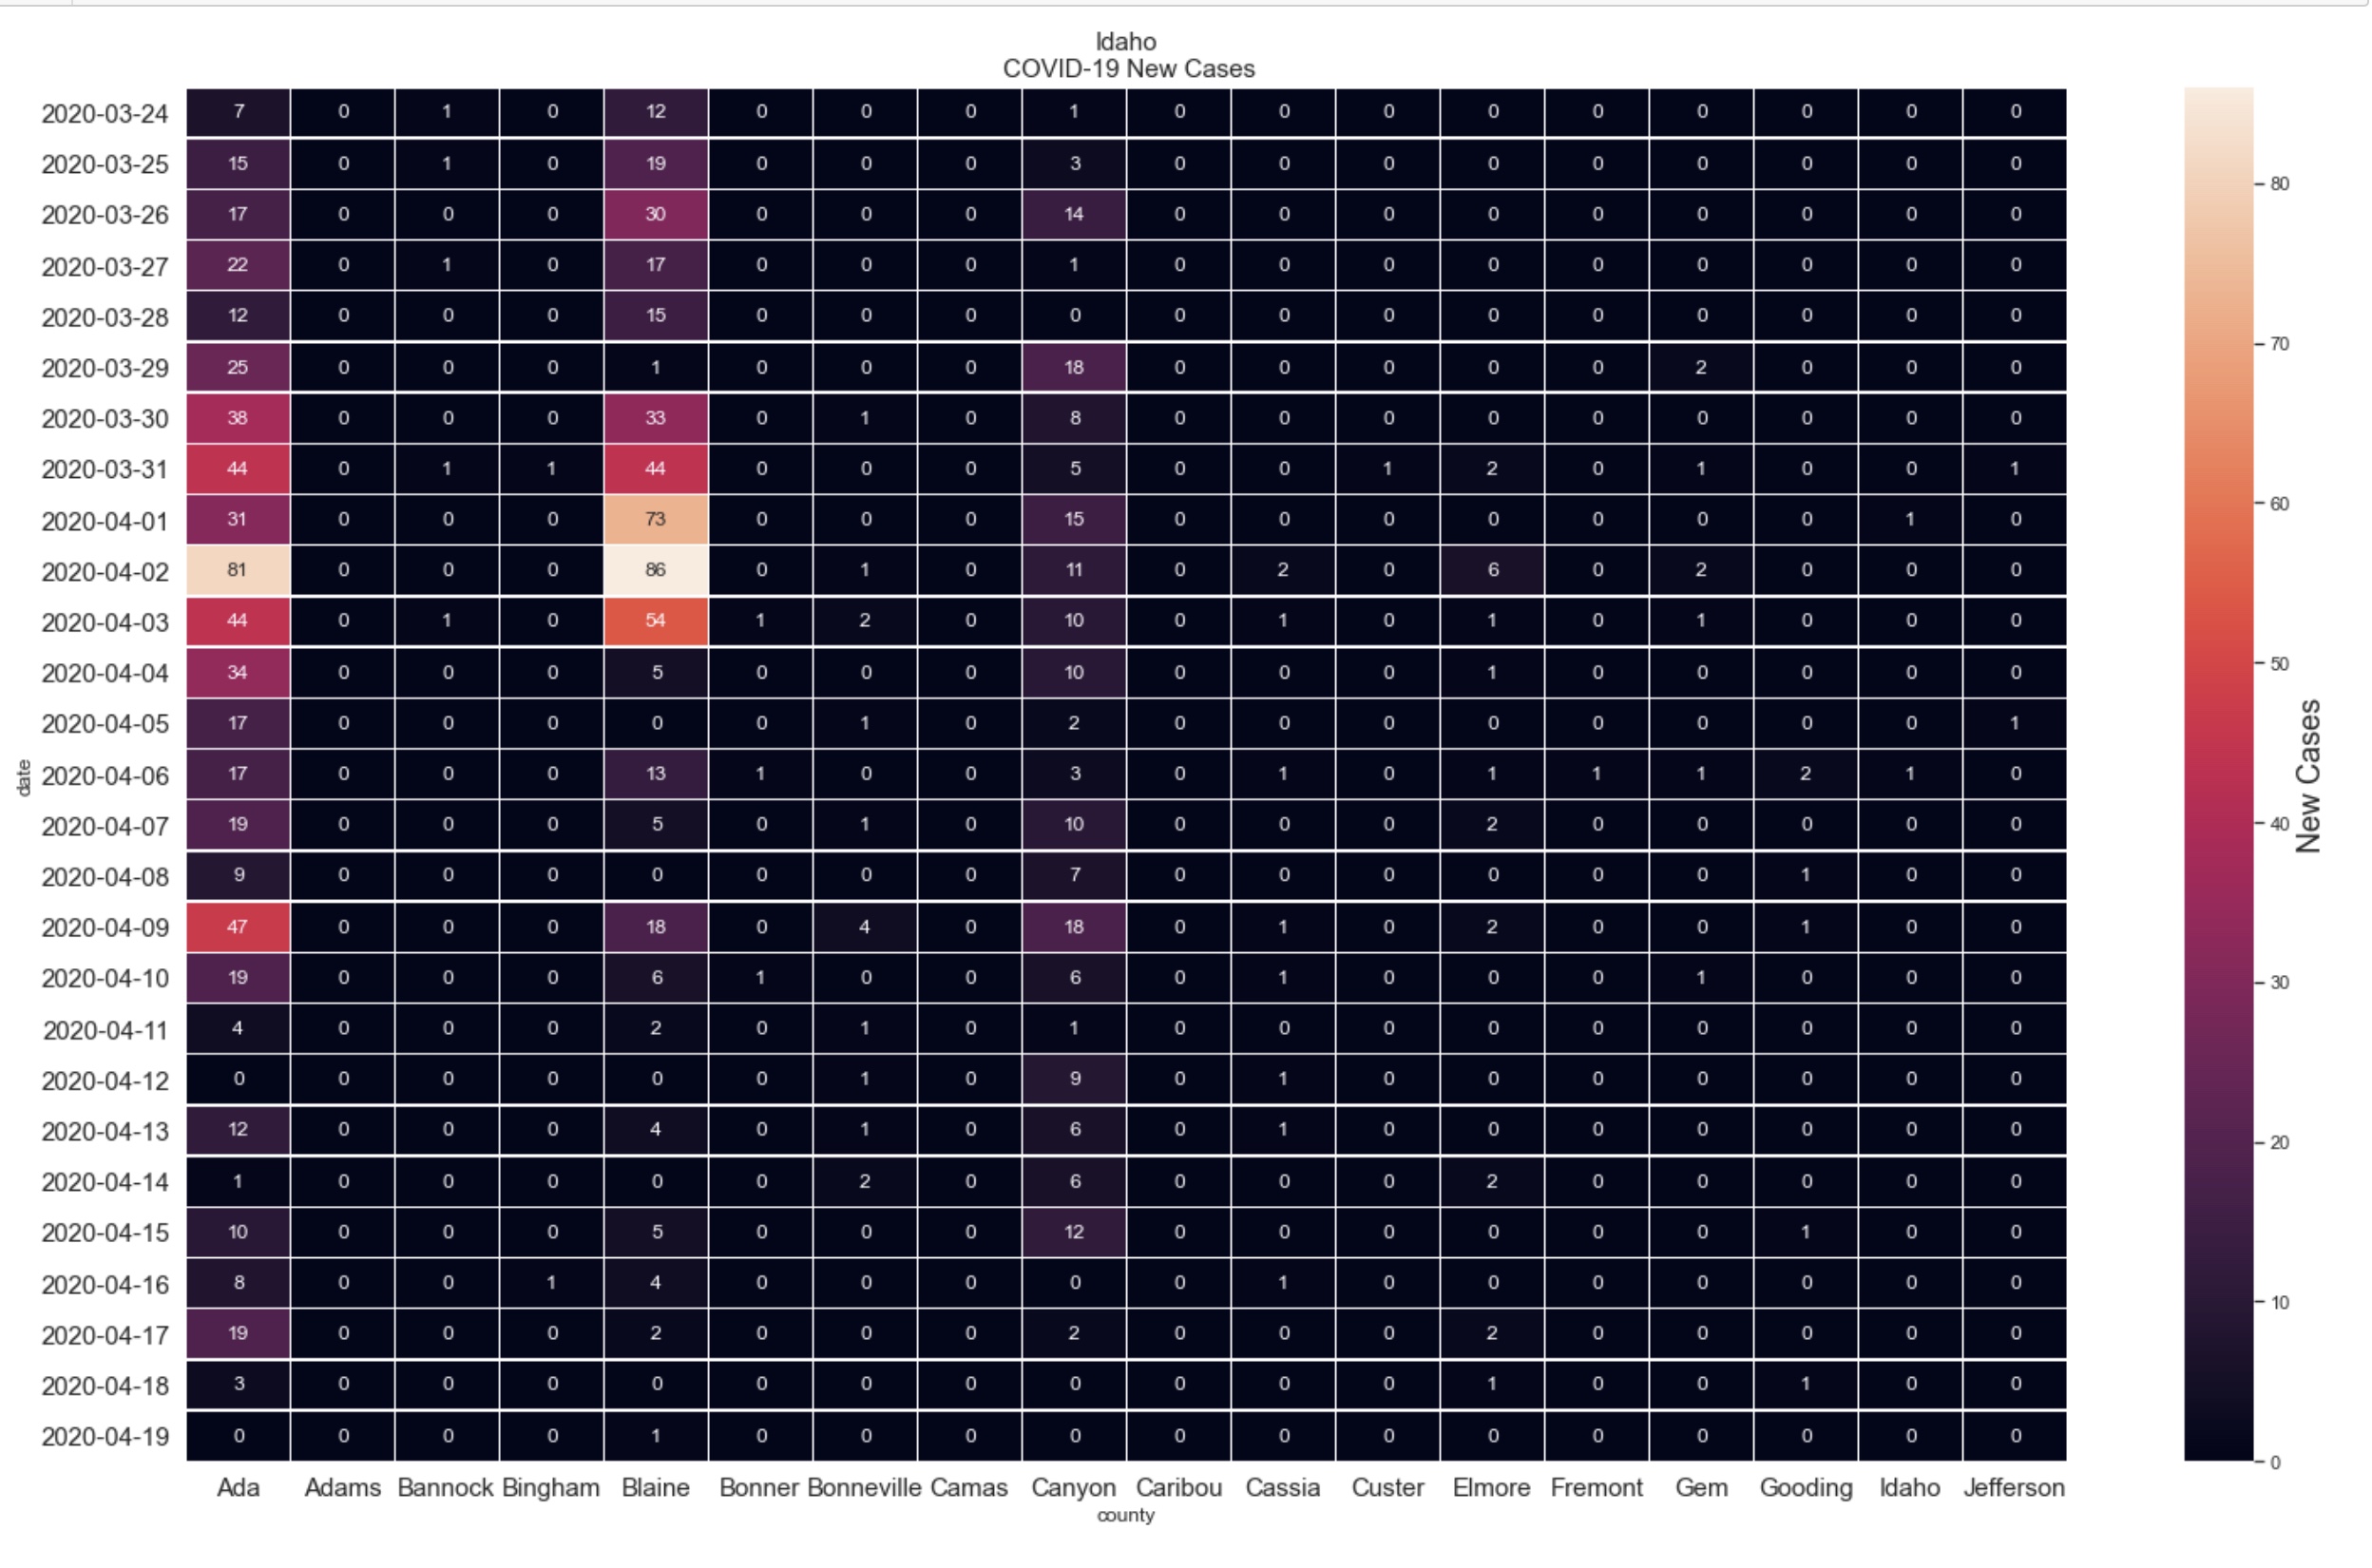 Idaho
COVID-19 New Cases
2020-03-24 7 0 1 0 12 0 0 0 1 0 0 0 0 0 0 0 0 0
2020-03-25 15 0 1 0 19 0 0 0 3 0 0 0 0 0 0 0 0 0
2020-03-26 17 0 0 0 30 0 0 0 14 0 0 0 0 0 0 0 0 0
2020-03-27 22 0 1 0 17 0 0 0 1 0 0 0 0 0 0 0 0 0
2020-03-28 12 0 0 0 15 0 0 0 0 0 0 0 0 0 0 0 0 0
2020-03-29 25 0 0 0 1 0 0 0 18 0 0 0 0 0 2 0 0 0
2020-03-30 38 0 0 0 33 0 1 0 8 0 0 0 0 0 0 0 0 0
2020-03-31 44 0 1 1 44 0 0 0 5 0 0 1 2 0 1 0 0 1
2020-04-01 31 0 0 0 73 0 0 0 15 0 0 0 0 0 0 0 1 0
2020-04-02 81 0 0 0 86 0 1 0 11 0 2 0 6 0 2 0 0 0
2020-04-03 44 0 1 0 54 1 2 0 10 0 1 0 1 0 1 0 0 0
2020-04-04 34 0 0 0 5 0 0 0 10 0 0 0 1 0 0 0 0 0
2020-04-05 17 0 0 0 0 0 1 0 2 0 0 0 0 0 0 0 0 1
2020-04-06 17 0 0 0 13 1 0 0 3 0 1 0 1 1 1 2 1 0
2020-04-07 19 0 0 0 5 0 1 0 10 0 0 0 2 0 0 0 0 0
2020-04-08 9 0 0 0 0 0 0 0 7 0 0 0 0 0 0 1 0 0
2020-04-09 47 0 0 0 18 0 4 0 18 0 1 0 2 0 0 1 0 0
2020-04-10 19 0 0 0 6 1 0 0 6 0 1 0 0 0 1 0 0 0
2020-04-11 4 0 0 0 2 0 1 0 1 0 0 0 0 0 0 0 0 0
2020-04-12 0 0 0 0 0 0 1 0 9 0 1 0 0 0 0 0 0 0
2020-04-13 12 0 0 0 4 0 1 0 6 0 1 0 0 0 0 0 0 0
2020-04-14 1 0 0 0 0 0 2 0 6 0 0 0 2 0 0 0 0 0
2020-04-15 10 0 0 0 5 0 0 0 12 0 0 0 0 0 0 1 0 0
2020-04-16 8 0 0 1 4 0 0 0 0 0 1 0 0 0 0 0 0 0
2020-04-17 19 0 0 0 2 0 0 0 2 0 0 0 2 0 0 0 0 0
2020-04-18 3 0 0 0 0 0 0 0 0 0 0 0 1 0 0 1 0 0
2020-04-19 0 0 0 0 1 0 0 0 0 0 0 0 0 0 0 0 0 0
Ada Adams Bannock Bingham Blaine Bonner Bonneville Camas Canyon Caribou Cassia Custer Elmore Fremont Gem Gooding Idaho Jefferson
county
date
80
70
60
50
40
30
20
10
0
New Cases